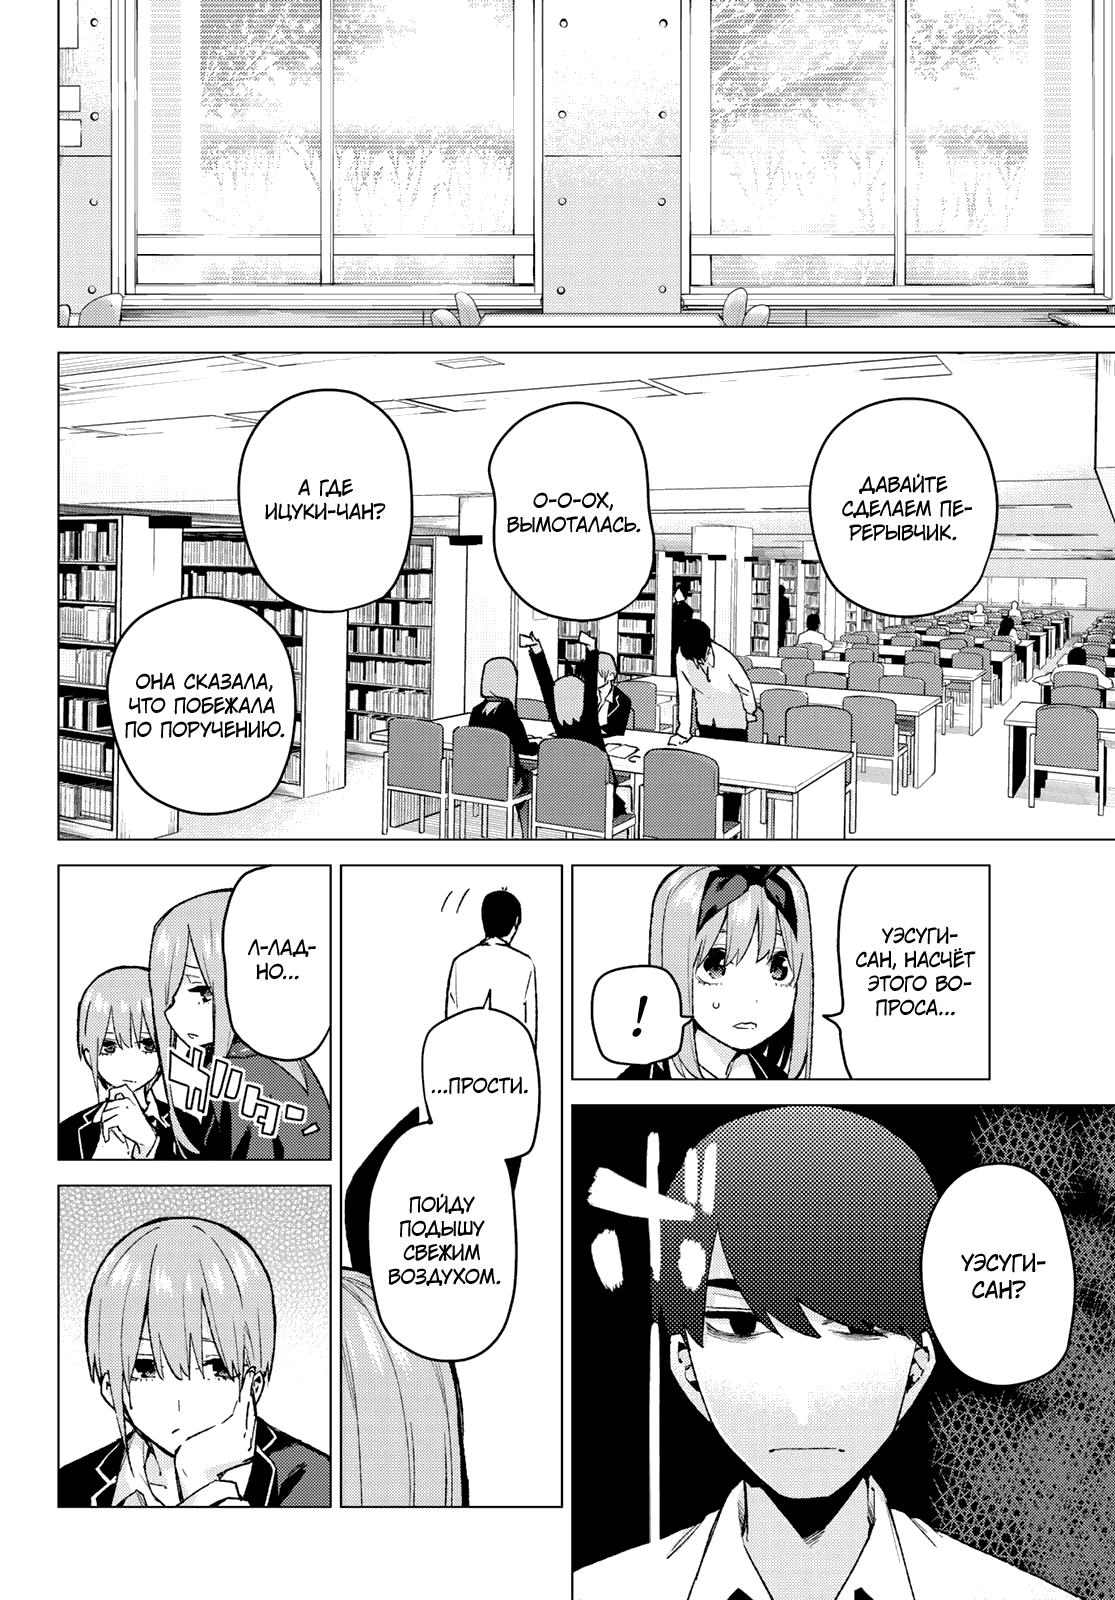 ДАВАЙТЕ
СДЕЛАЕМ ПЕ-
РЕРЫВЧИК.
О-О-ОХ,
ВЫМОТАЛАСЬ.
А ГДЕ
ИЦУКИ-ЧАН?
ОНА СКАЗАЛА,
ЧТО ПОБЕЖАЛА
ПО ПОРУЧЕНИЮ.
УЭСУГИ-
САН, НАСЧЁТ
ЭТОГО ВО-
ПРОСА...
!
УЭСУГИ-
САН?
...ПРОСТИ.
ПОЙДУ
ПОДЫШУ
СВЕЖИМ
ВОЗДУХОМ.
Л-ЛАД-
НО...